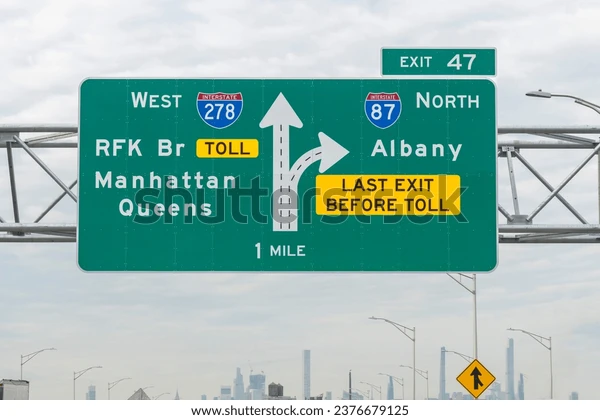 EXIT 47
WEST INTERSTATE 278
RFK Br TOLL
Manhattan
Queens
INTERSTATE 87 NORTH
Albany
LAST EXIT
BEFORE TOLL
1 MILE
shutterstock.com · 2376679125